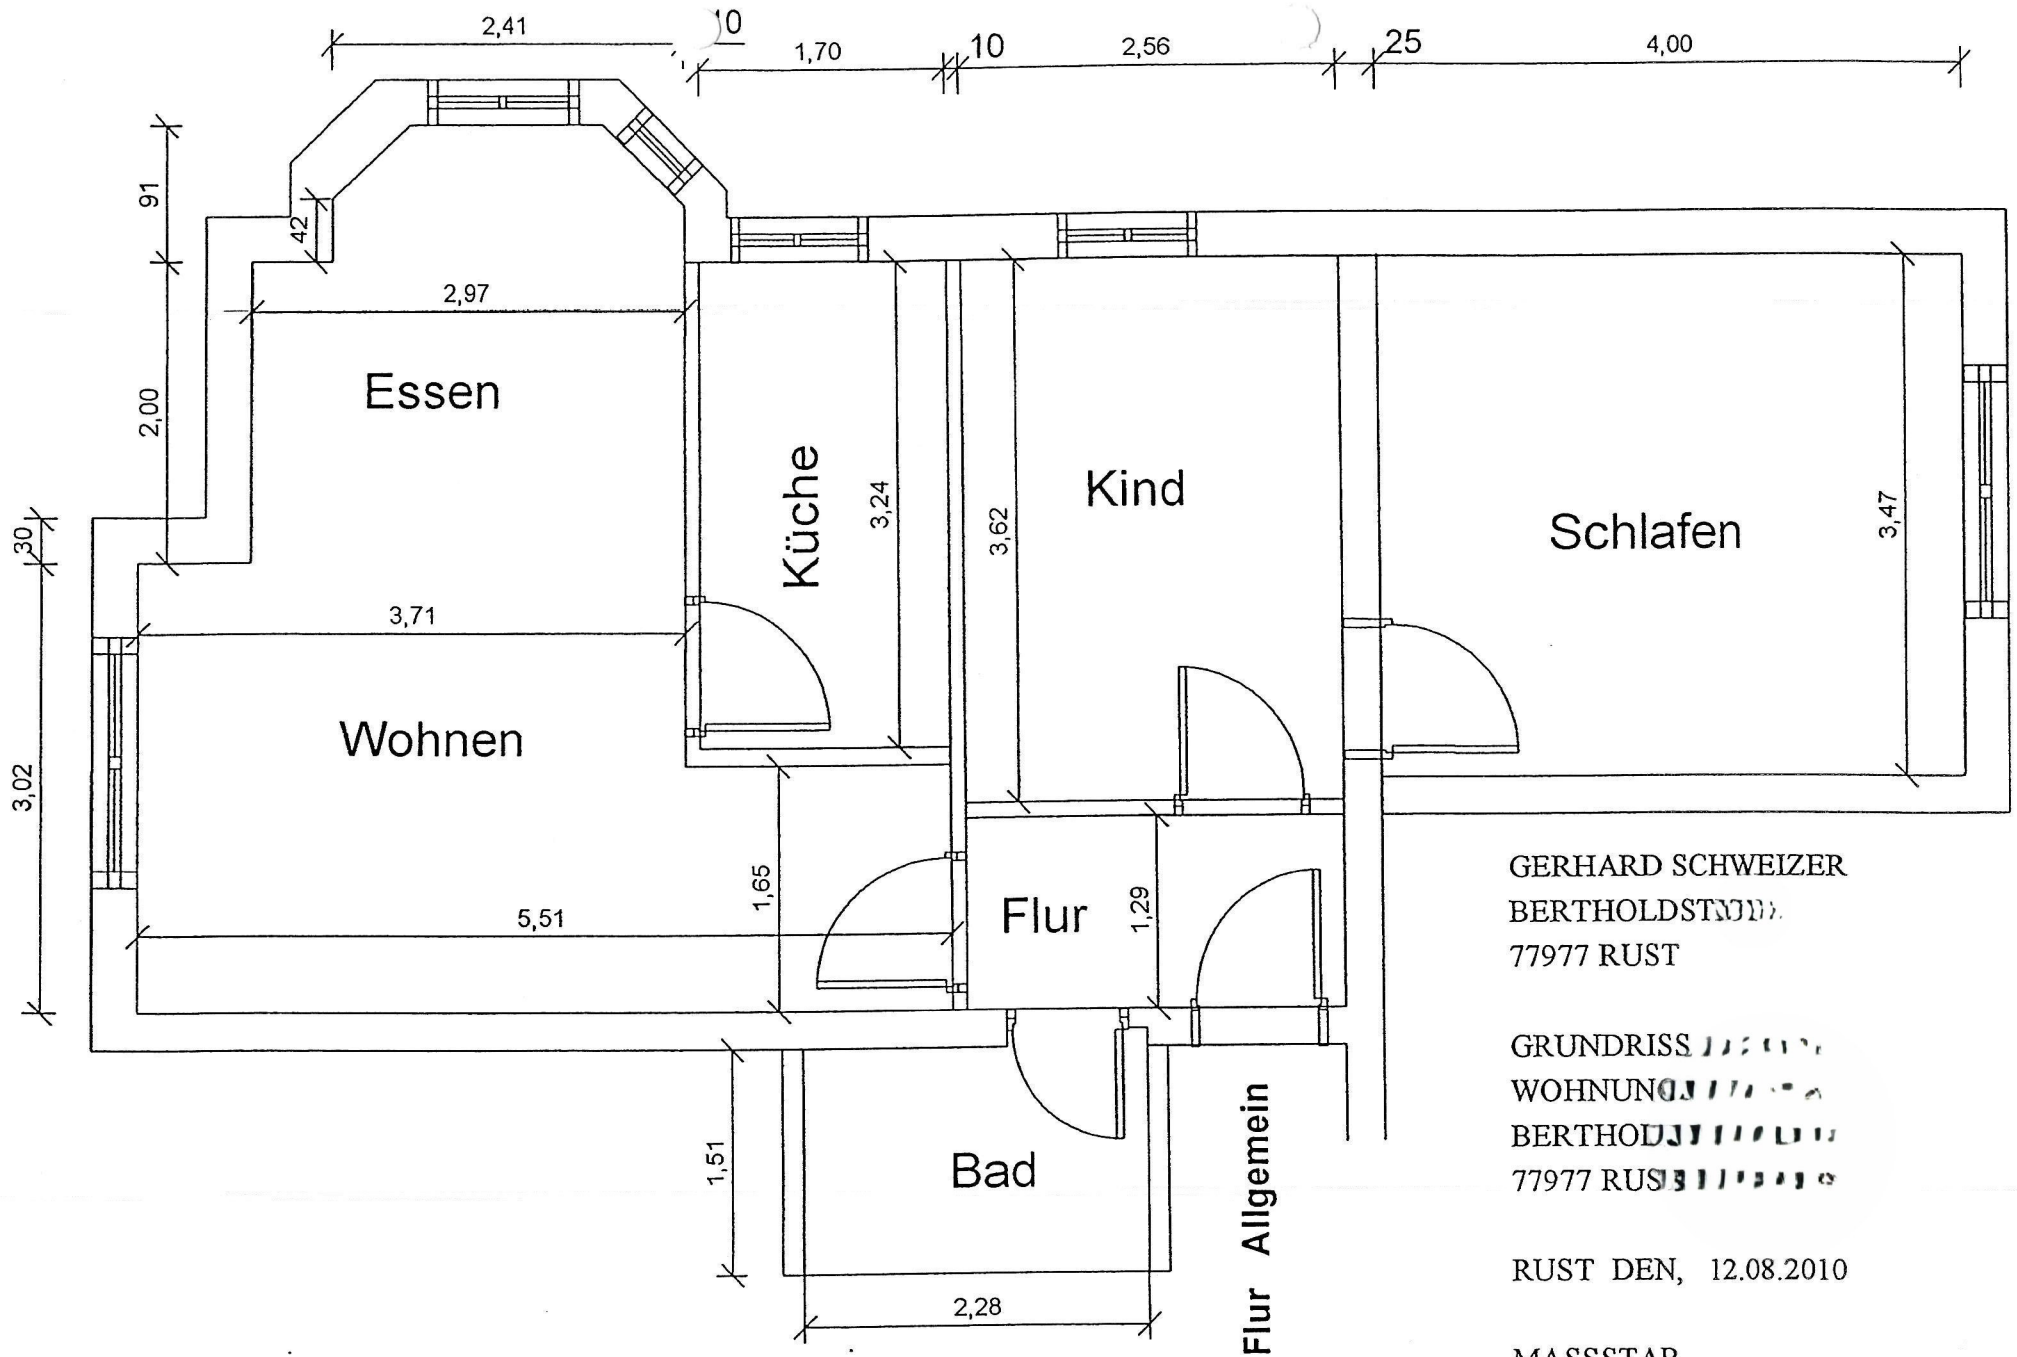 2,41
10
1,70
10
2,56
25
4,00
91
42
2,97
Essen
2,00
Küche
3,24
3,62
Kind
Schlafen
3,47
30
3,71
Wohnen
3,02
1,65
5,51
Flur
1,29
GERHARD SCHWEIZER
77977 RUST
GRUNDRISS
1,51
Bad
2,28
Flur Allgemein
77977
RUST DEN, 12.08.2010